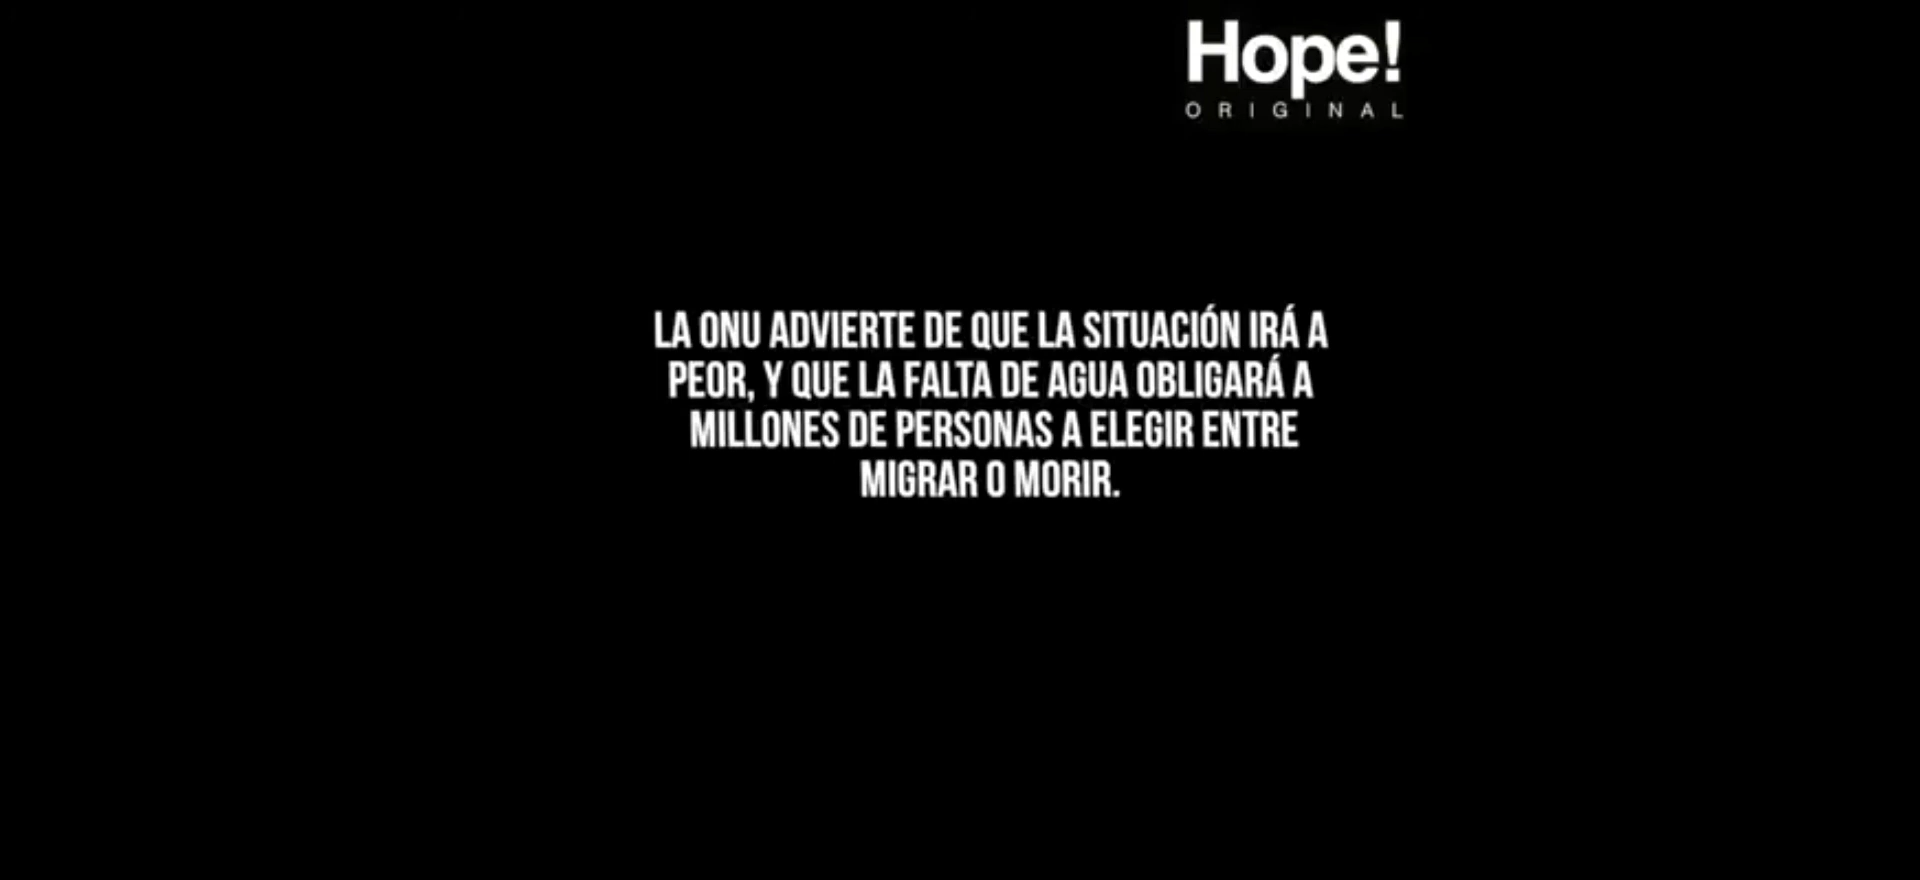 Hope!
ORIGINAL
LA ONU ADVIERTE DE QUE LA SITUACIÓN IRÁ A
PEOR, Y QUE LA FALTA DE AGUA OBLIGARÁ A
MILLONES DE PERSONAS A ELEGIR ENTRE
MIGRAR O MORIR.